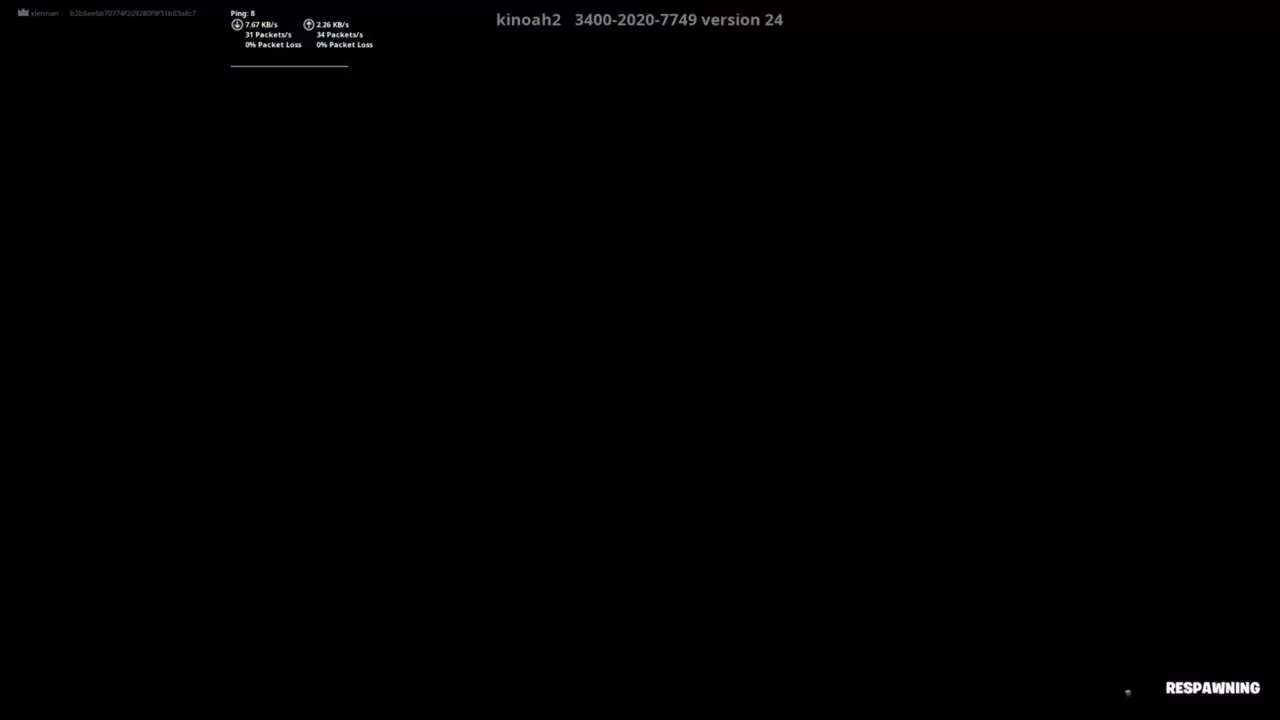 Ping: 8
7.67 KB/s 2.26 KB/s
31 Packets/s 34 Packets/s
0% Packet Loss 0% Packet Loss
kinoah2 3400-2020-7749 version 24
RESPAWNING